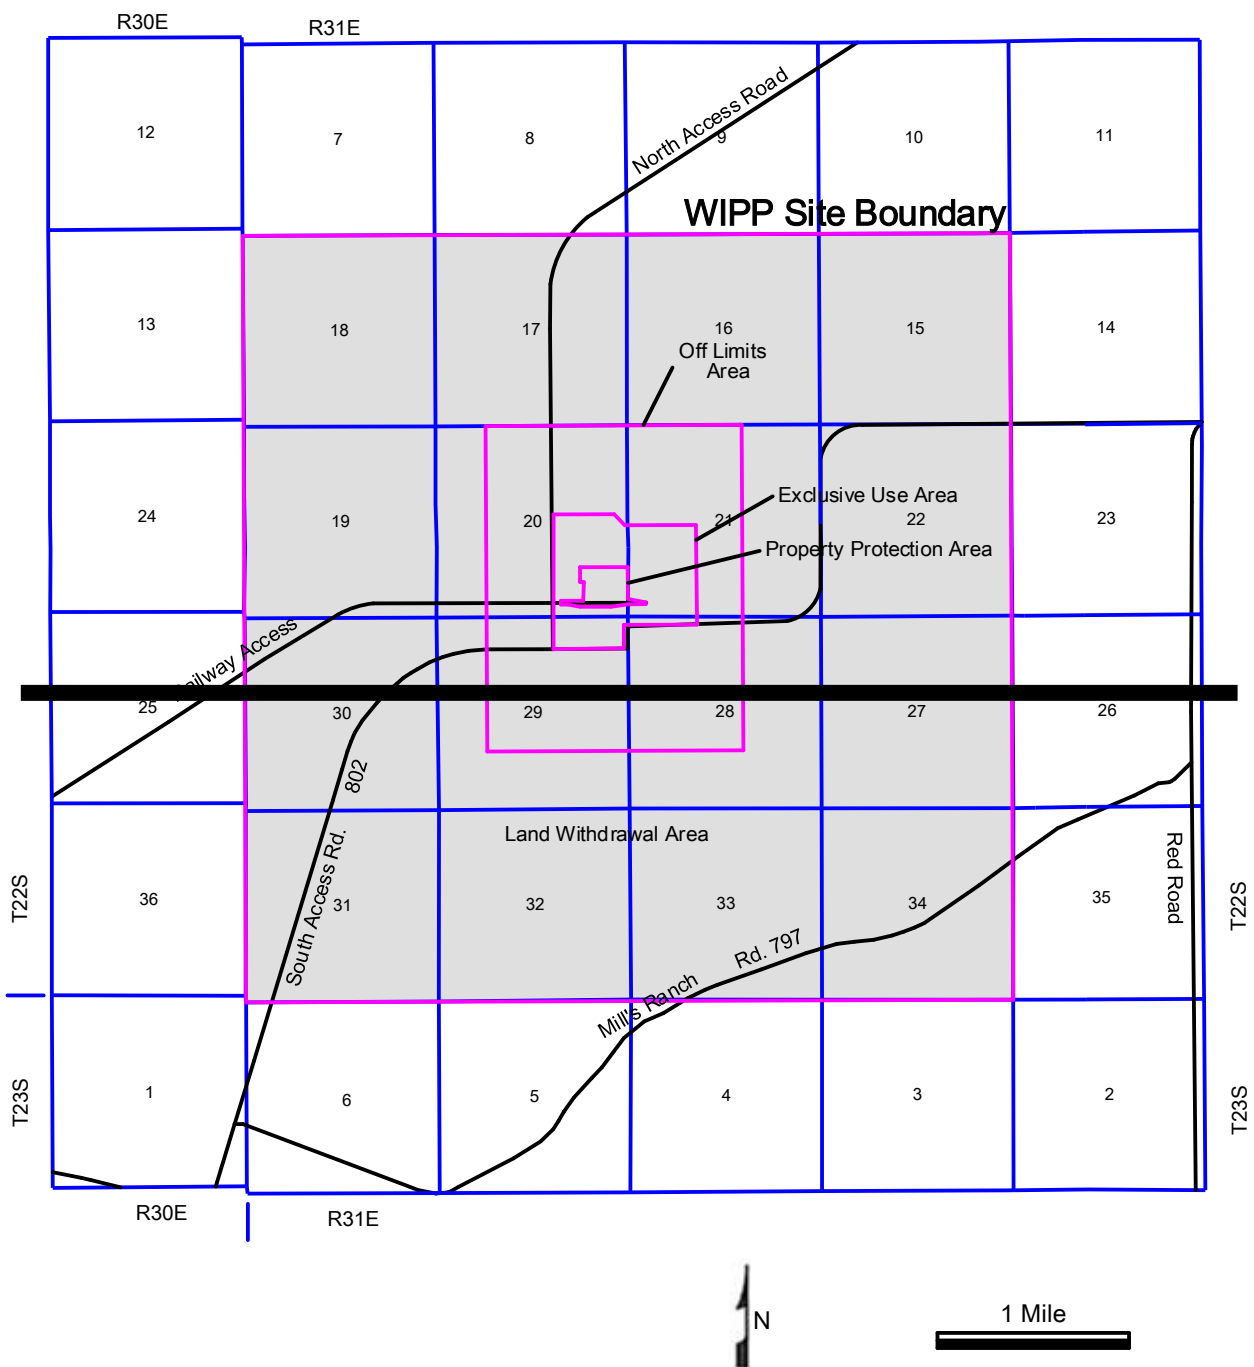 R30E
R31E
12
7
8
9
10
11
North Access Road
WIPP Site Boundary
13
18
17
16
15
14
Off Limits
Area
24
19
20
21
22
23
Exclusive Use Area
Property Protection Area
Railway Access
25
30
29
28
27
26
802
Land Withdrawal Area
T22S
36
South Access Rd.
31
32
33
34
35
Red Road
T22S
Rd. 797
Mill's Ranch
T23S
1
6
5
4
3
2
T23S
R30E
R31E
N
1 Mile